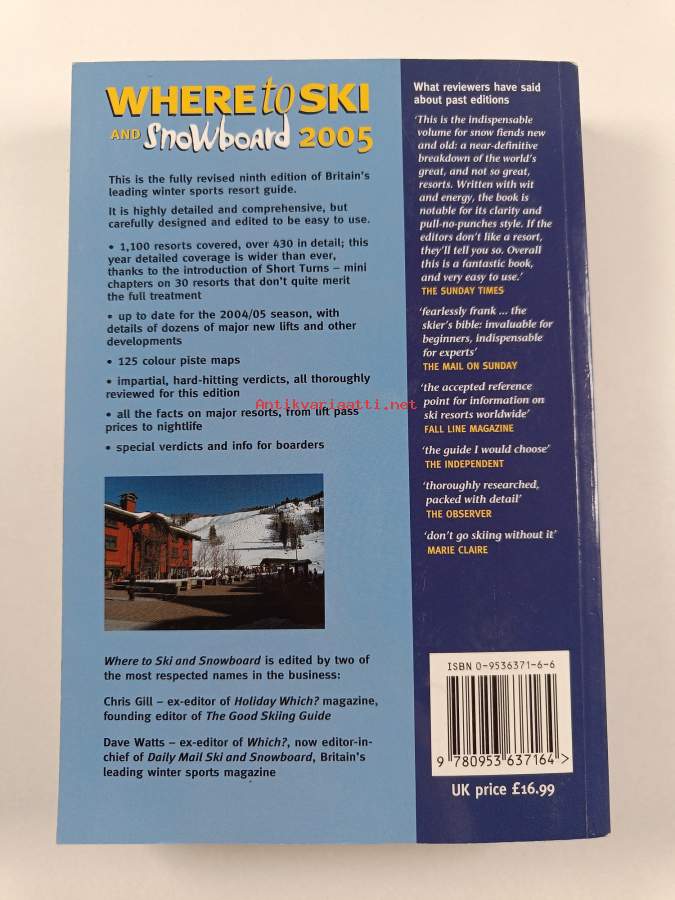 WHERE to SKI
AND Snowboard 2005
This is the fully revised ninth edition of Britain's
leading winter sports resort guide.
It is highly detailed and comprehensive, but
carefully designed and edited to be easy to use.
• 1,100 resorts covered, over 430 in detail; this
year detailed coverage is wider than ever,
thanks to the introduction of Short Turns – mini
chapters on 30 resorts that don't quite merit
the full treatment
• up to date for the 2004/05 season, with
details of dozens of major new lifts and other
developments
• 125 colour piste maps
• impartial, hard-hitting verdicts, all thoroughly
reviewed for this edition
• all the facts on major resorts, from lift pass
prices to nightlife
• special verdicts and info for boarders
Where to Ski and Snowboard is edited by two of
the most respected names in the business:
Chris Gill – ex-editor of Holiday Which? magazine,
founding editor of The Good Skiing Guide
Dave Watts – ex-editor of Which?, now editor-in-
chief of Daily Mail Ski and Snowboard, Britain's
leading winter sports magazine
What reviewers have said
about past editions
'This is the indispensable
volume for snow fiends new
and old: a near-definitive
breakdown of the world's
great, and not so great,
resorts. Written with wit
and energy, the book is
notable for its clarity and
pull-no-punches style. If the
editors don't like a resort,
they'll tell you so. Overall
this is a fantastic book,
and very easy to use.'
THE SUNDAY TIMES
'fearlessly frank ... the
skier's bible: invaluable for
beginners, indispensable
for experts'
THE MAIL ON SUNDAY
'the accepted reference
point for information on
ski resorts worldwide'
FALL LINE MAGAZINE
'the guide I would choose'
THE INDEPENDENT
'thoroughly researched,
packed with detail'
THE OBSERVER
'don't go skiing without it'
MARIE CLAIRE
ISBN 0-9536371-6-6
9 780953 637164 >
UK price £16.99
Antikvariaatti.net